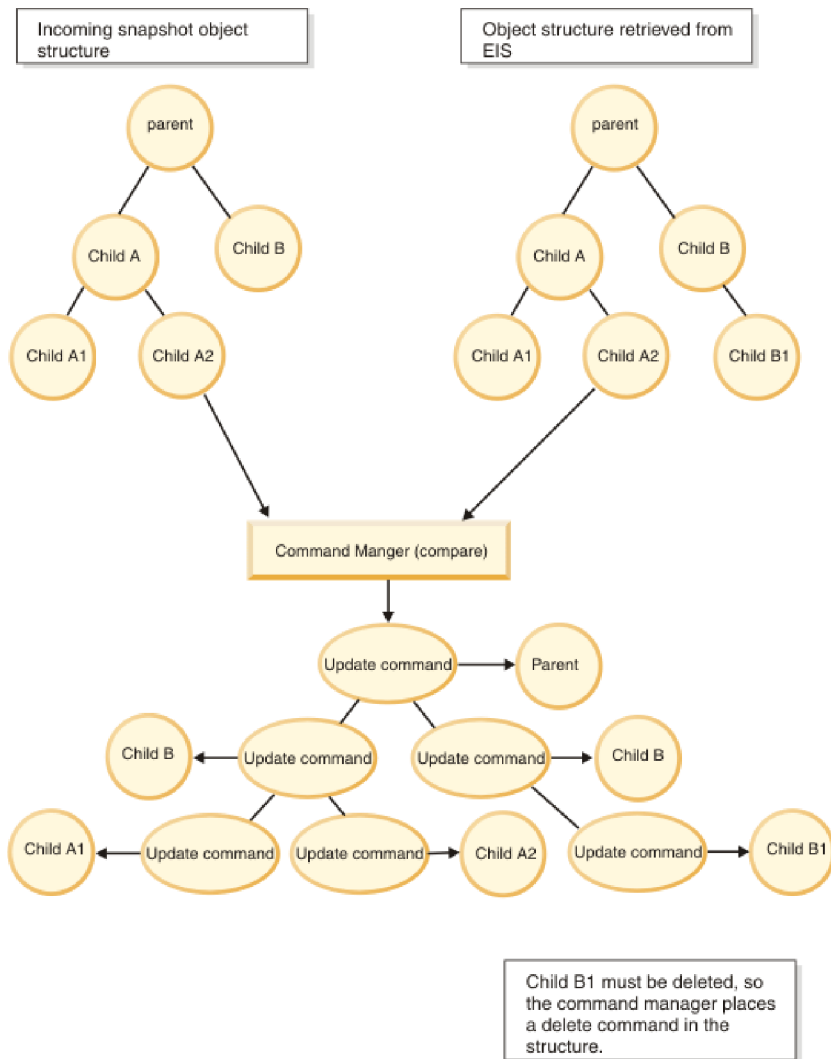 Incoming snapshot object
structure
Object structure retrieved from
EIS
parent
parent
Child A
Child B
Child A
Child B
Child A1
Child A2
Child A1
Child A2
Child B1
Command Manger (compare)
Update command
Parent
Child B
Update command
Update command
Child B
Child A1
Update command
Update command
Child A2
Update command
Child B1
Child B1 must be deleted, so
the command manager places
a delete command in the
structure.